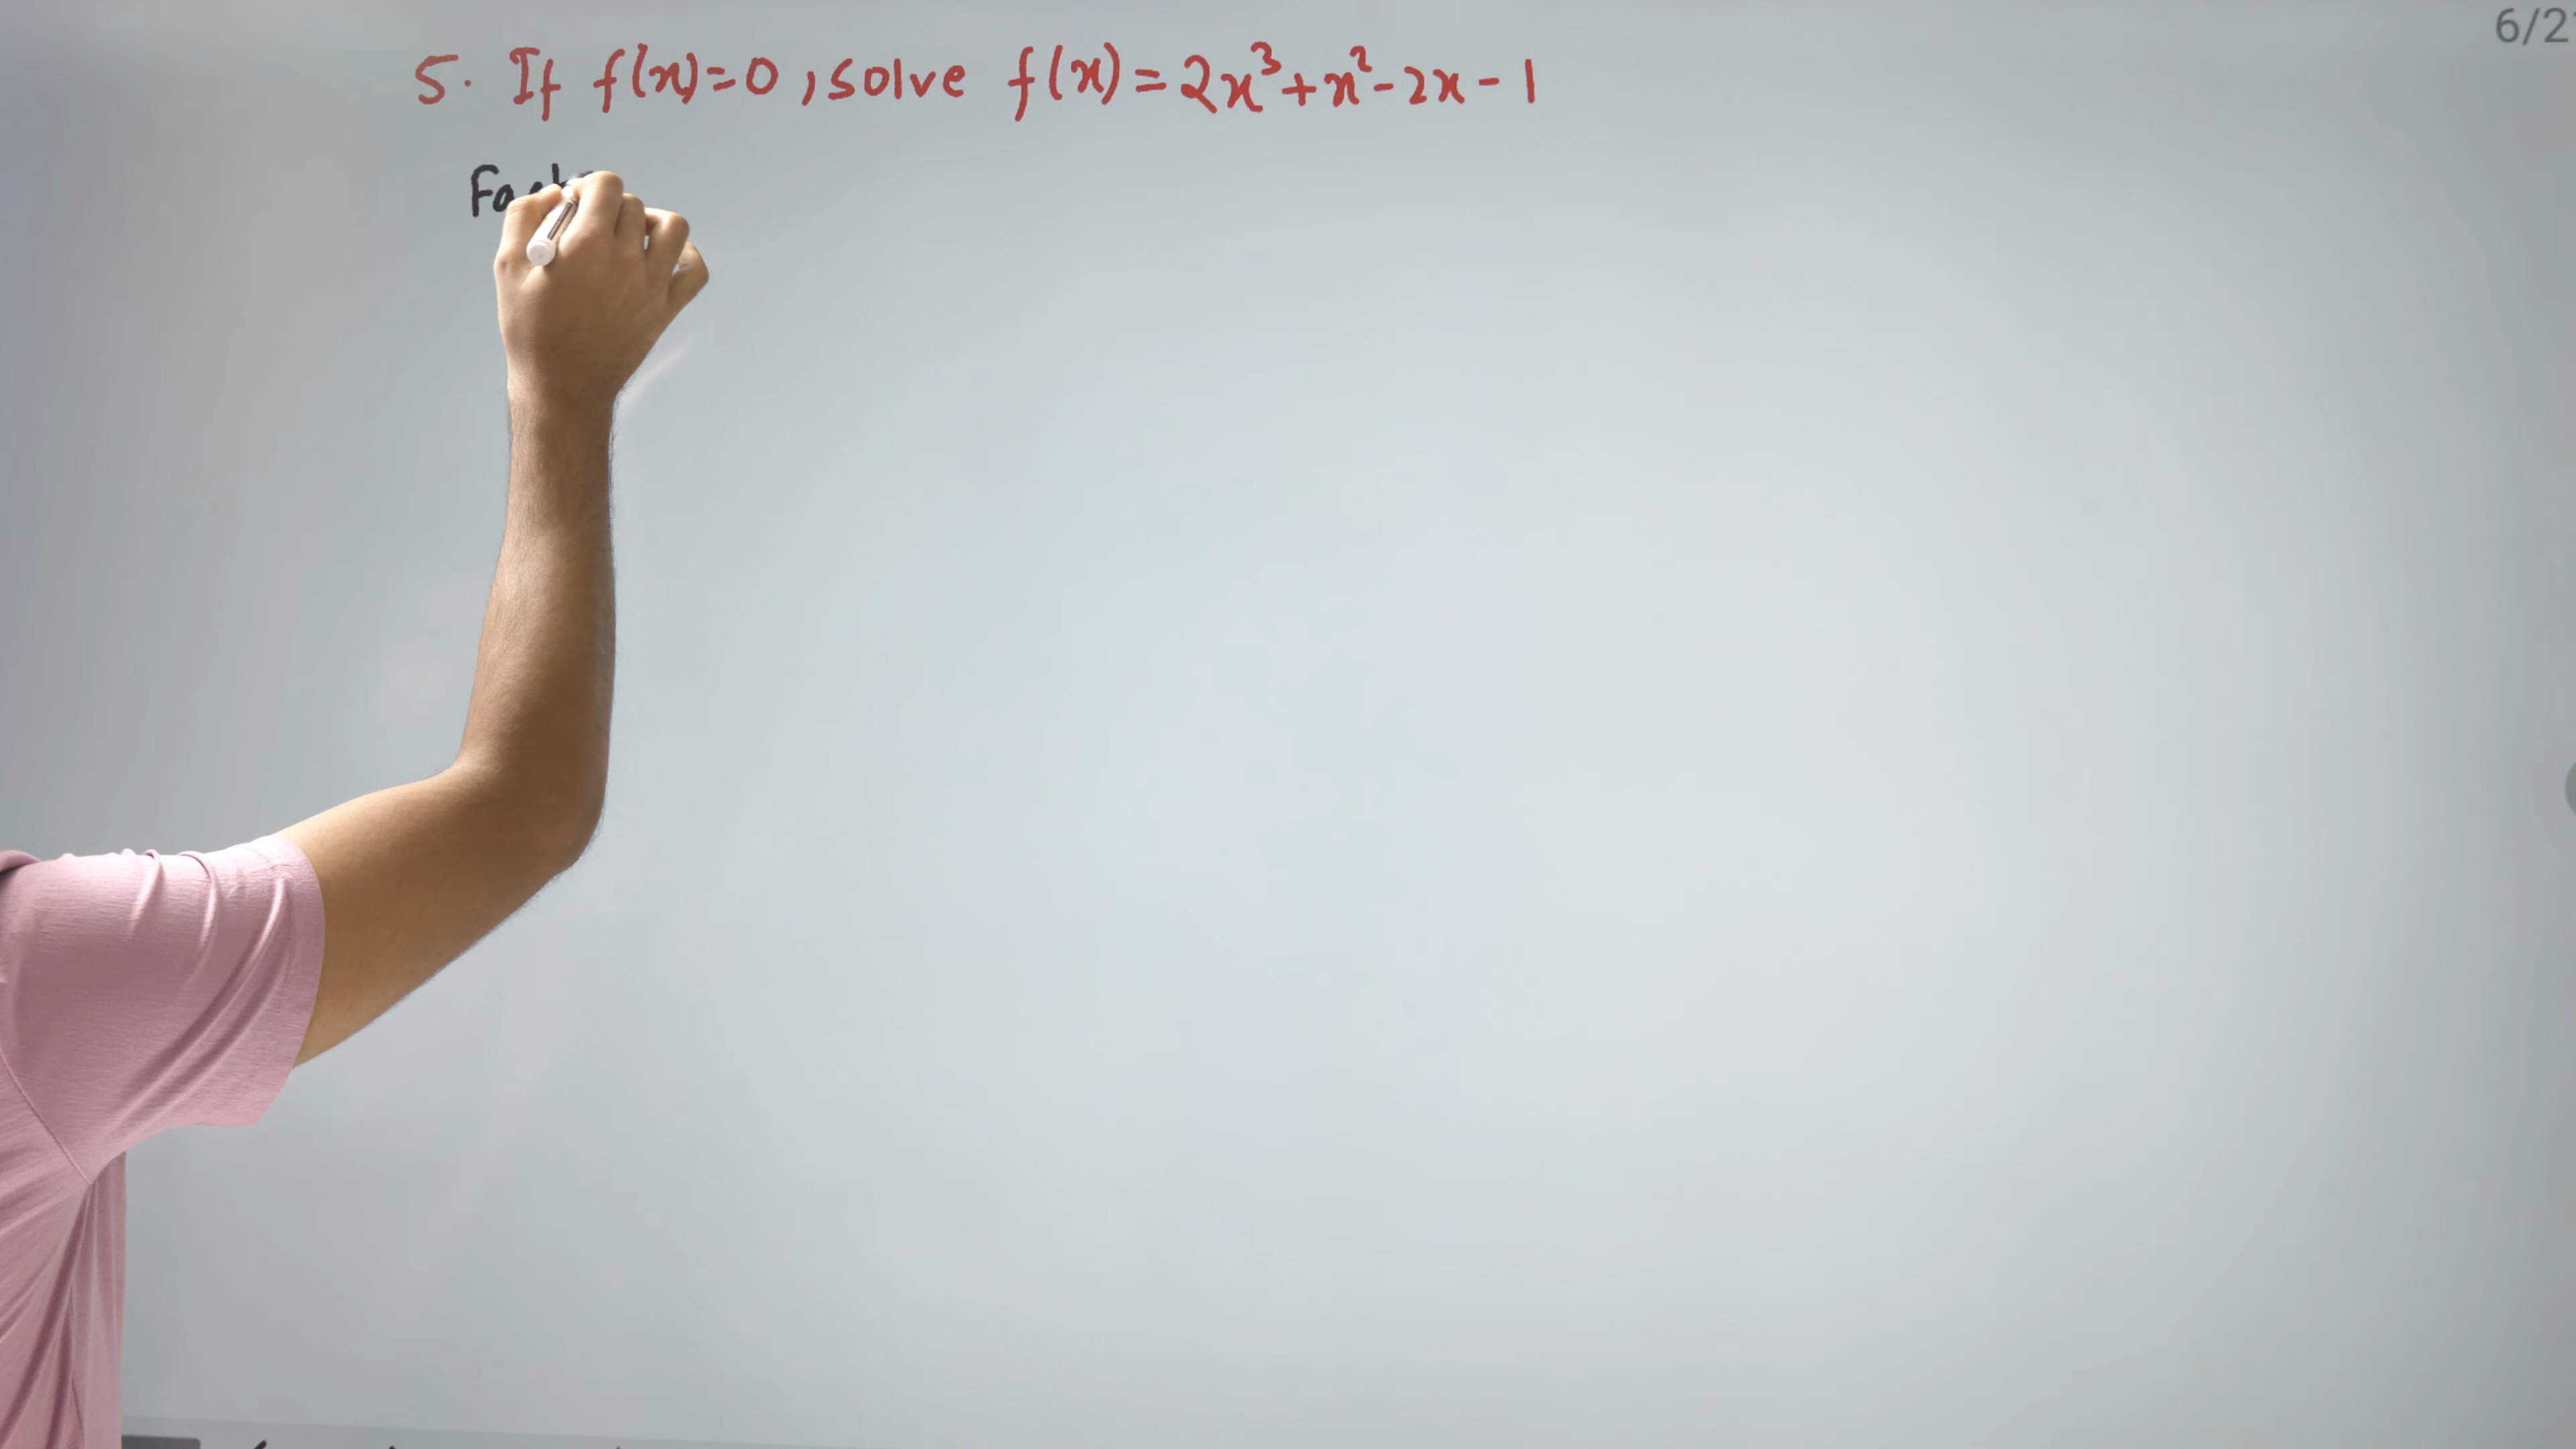 6/2
5. If f(x)=0, solve f(x)=2x³+x²-2x-1